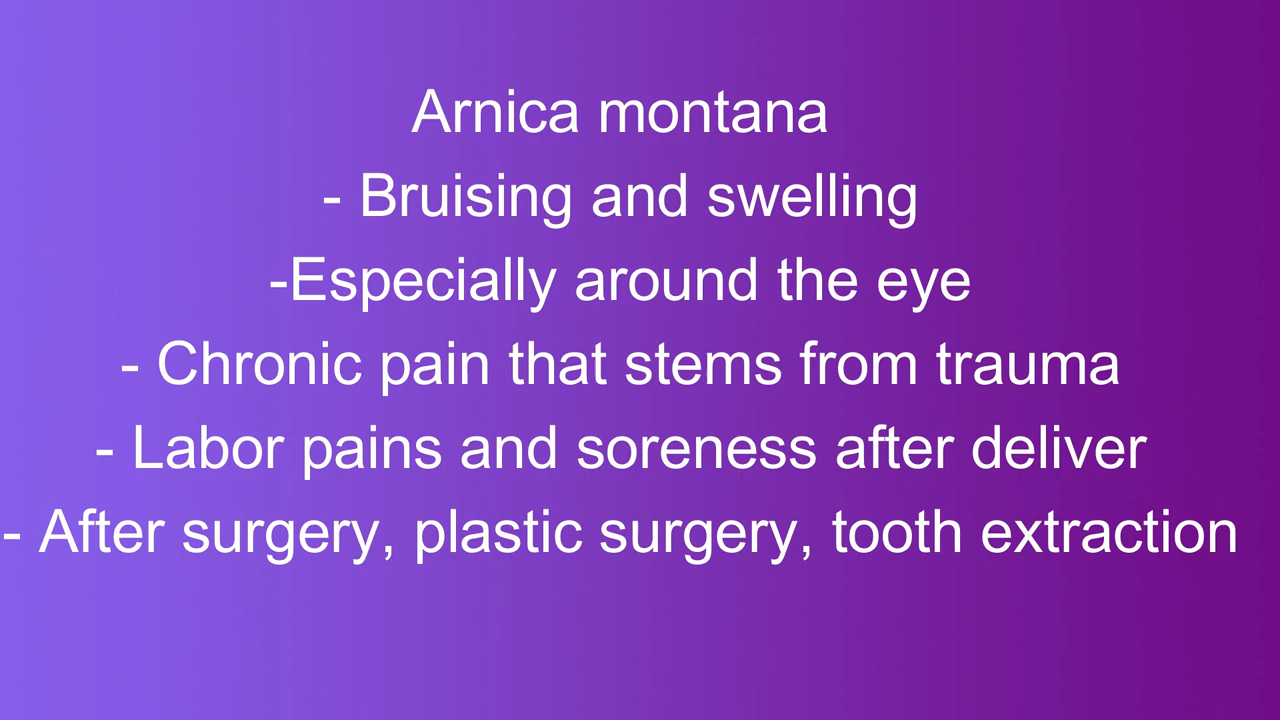 Arnica montana
- Bruising and swelling
-Especially around the eye
- Chronic pain that stems from trauma
- Labor pains and soreness after deliver
- After surgery, plastic surgery, tooth extraction